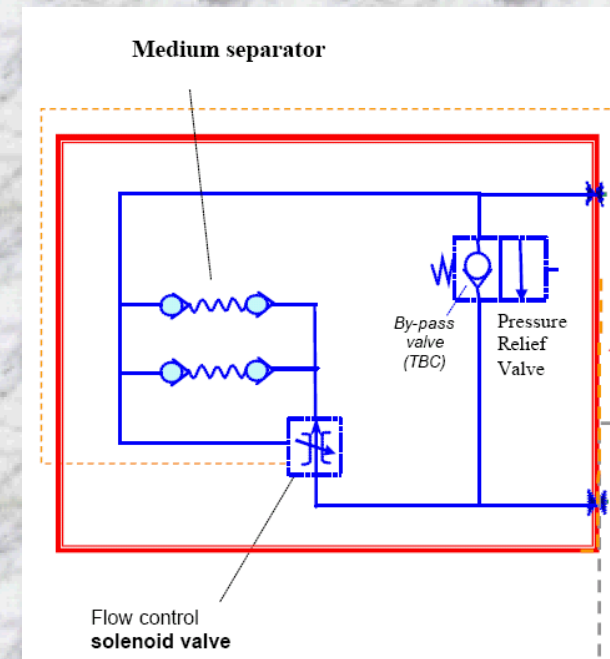 Medium separator
By-pass
valve
(TBC)
Pressure
Relief
Valve
Flow control
solenoid valve